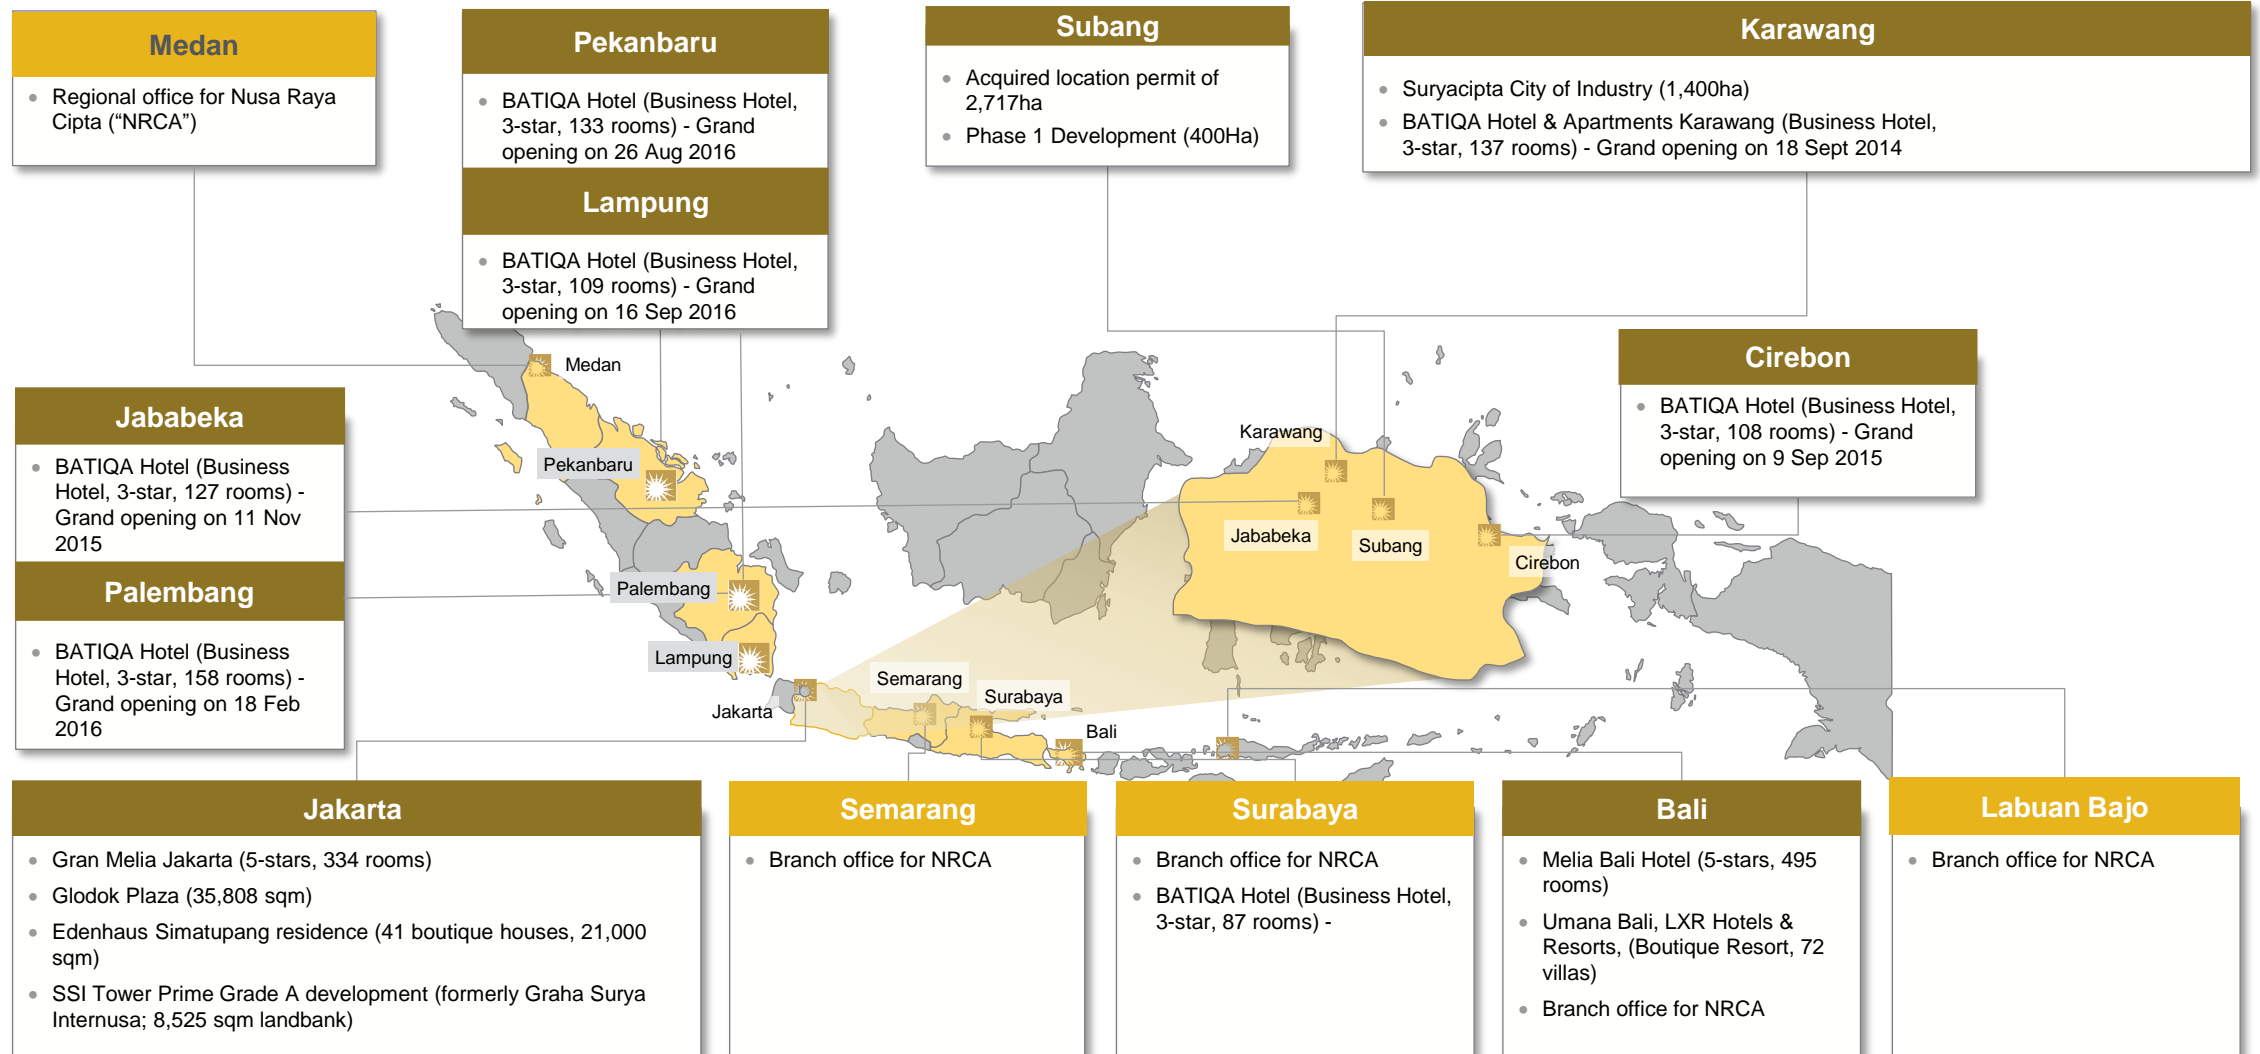 Medan
• Regional office for Nusa Raya
Cipta (“NRCA”)
Pekanbaru
• BATIQA Hotel (Business Hotel,
3-star, 133 rooms) - Grand
opening on 26 Aug 2016
Lampung
• BATIQA Hotel (Business Hotel,
3-star, 109 rooms) - Grand
opening on 16 Sep 2016
Subang
• Acquired location permit of
2,717ha
• Phase 1 Development (400Ha)
Karawang
• Suryacipta City of Industry (1,400ha)
• BATIQA Hotel & Apartments Karawang (Business Hotel,
3-star, 137 rooms) - Grand opening on 18 Sept 2014
Cirebon
• BATIQA Hotel (Business Hotel,
3-star, 108 rooms) - Grand
opening on 9 Sep 2015
Jababeka
• BATIQA Hotel (Business
Hotel, 3-star, 127 rooms) -
Grand opening on 11 Nov
2015
Palembang
• BATIQA Hotel (Business
Hotel, 3-star, 158 rooms) -
Grand opening on 18 Feb
2016
Medan
Pekanbaru
Palembang
Lampung
Jakarta
Semarang
Surabaya
Bali
Karawang
Jababeka
Subang
Cirebon
Jakarta
• Gran Melia Jakarta (5-stars, 334 rooms)
• Glodok Plaza (35,808 sqm)
• Edenhaus Simatupang residence (41 boutique houses, 21,000
sqm)
• SSI Tower Prime Grade A development (formerly Graha Surya
Internusa; 8,525 sqm landbank)
Semarang
• Branch office for NRCA
Surabaya
• Branch office for NRCA
• BATIQA Hotel (Business Hotel,
3-star, 87 rooms) -
Bali
• Melia Bali Hotel (5-stars, 495
rooms)
• Umana Bali, LXR Hotels &
Resorts, (Boutique Resort, 72
villas)
• Branch office for NRCA
Labuan Bajo
• Branch office for NRCA